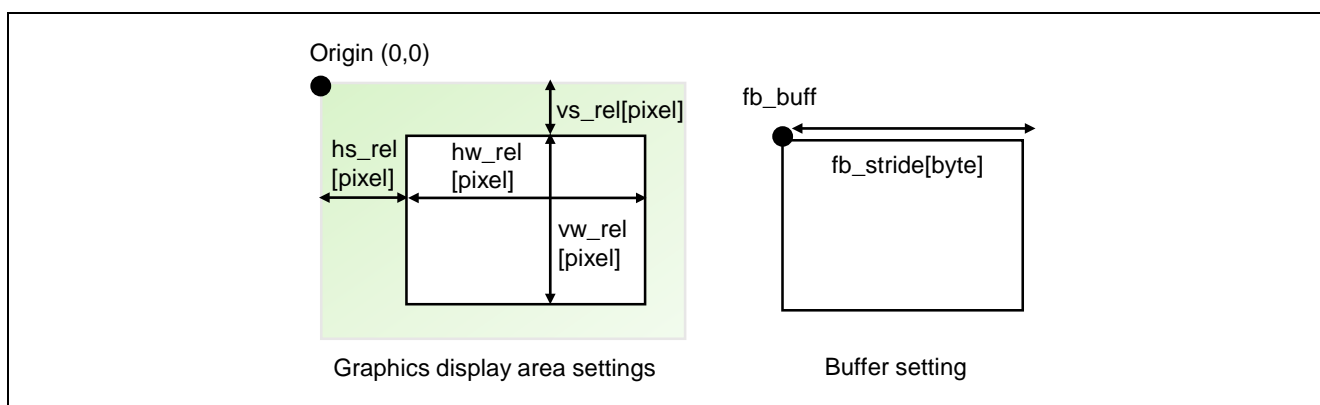 Origin (0,0)
vs_rel[pixel]
hs_rel
[pixel]
hw_rel
[pixel]
vw_rel
[pixel]
Graphics display area settings
fb_buff
fb_stride[byte]
Buffer setting